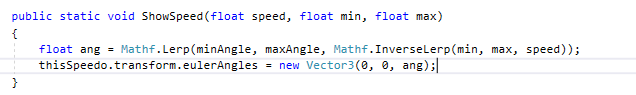 public static void ShowSpeed(float speed, float min, float max)
{
float ang = Mathf.Lerp(minAngle, maxAngle, Mathf.InverseLerp(min, max, speed));
thisSpeedo.transform.eulerAngles = new Vector3(0, 0, ang);
}